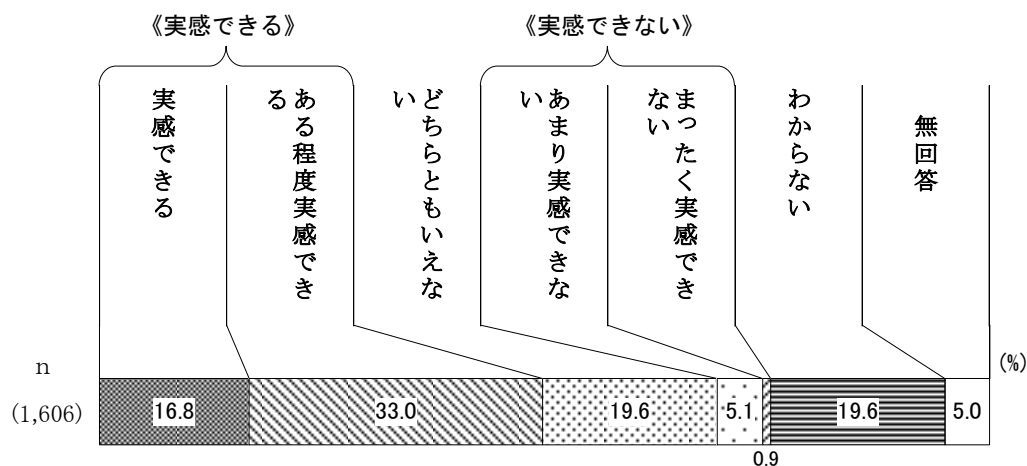 《実感できる》
《実感できない》
実感できる
ある程度実感でき
る
どちらともいえな
い
あまり実感できな
い
まったく実感でき
ない
わからない
無回答
(%)
n
(1,606)
16.8
33.0
19.6
5.1
0.9
19.6
5.0